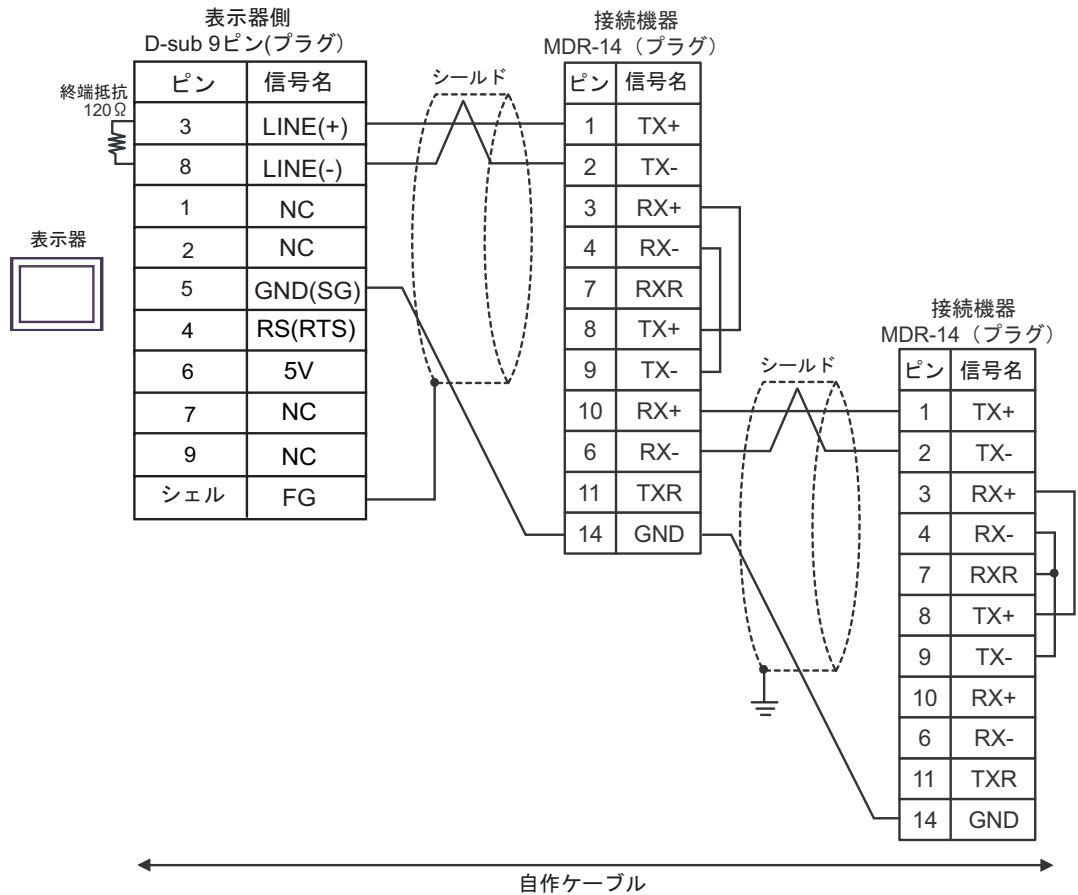 表示器側
D-sub 9ピン(プラグ)
終端抵抗
120Ω
ピン 信号名
3 LINE(+)
8 LINE(-)
1 NC
2 NC
5 GND(SG)
4 RS(RTS)
6 5V
7 NC
9 NC
シェル FG
表示器
シールド
接続機器
MDR-14（プラグ）
ピン 信号名
1 TX+
2 TX-
3 RX+
4 RX-
7 RXR
8 TX+
9 TX-
10 RX+
6 RX-
11 TXR
14 GND
シールド
接続機器
MDR-14（プラグ）
ピン 信号名
1 TX+
2 TX-
3 RX+
4 RX-
7 RXR
8 TX+
9 TX-
10 RX+
6 RX-
11 TXR
14 GND
自作ケーブル